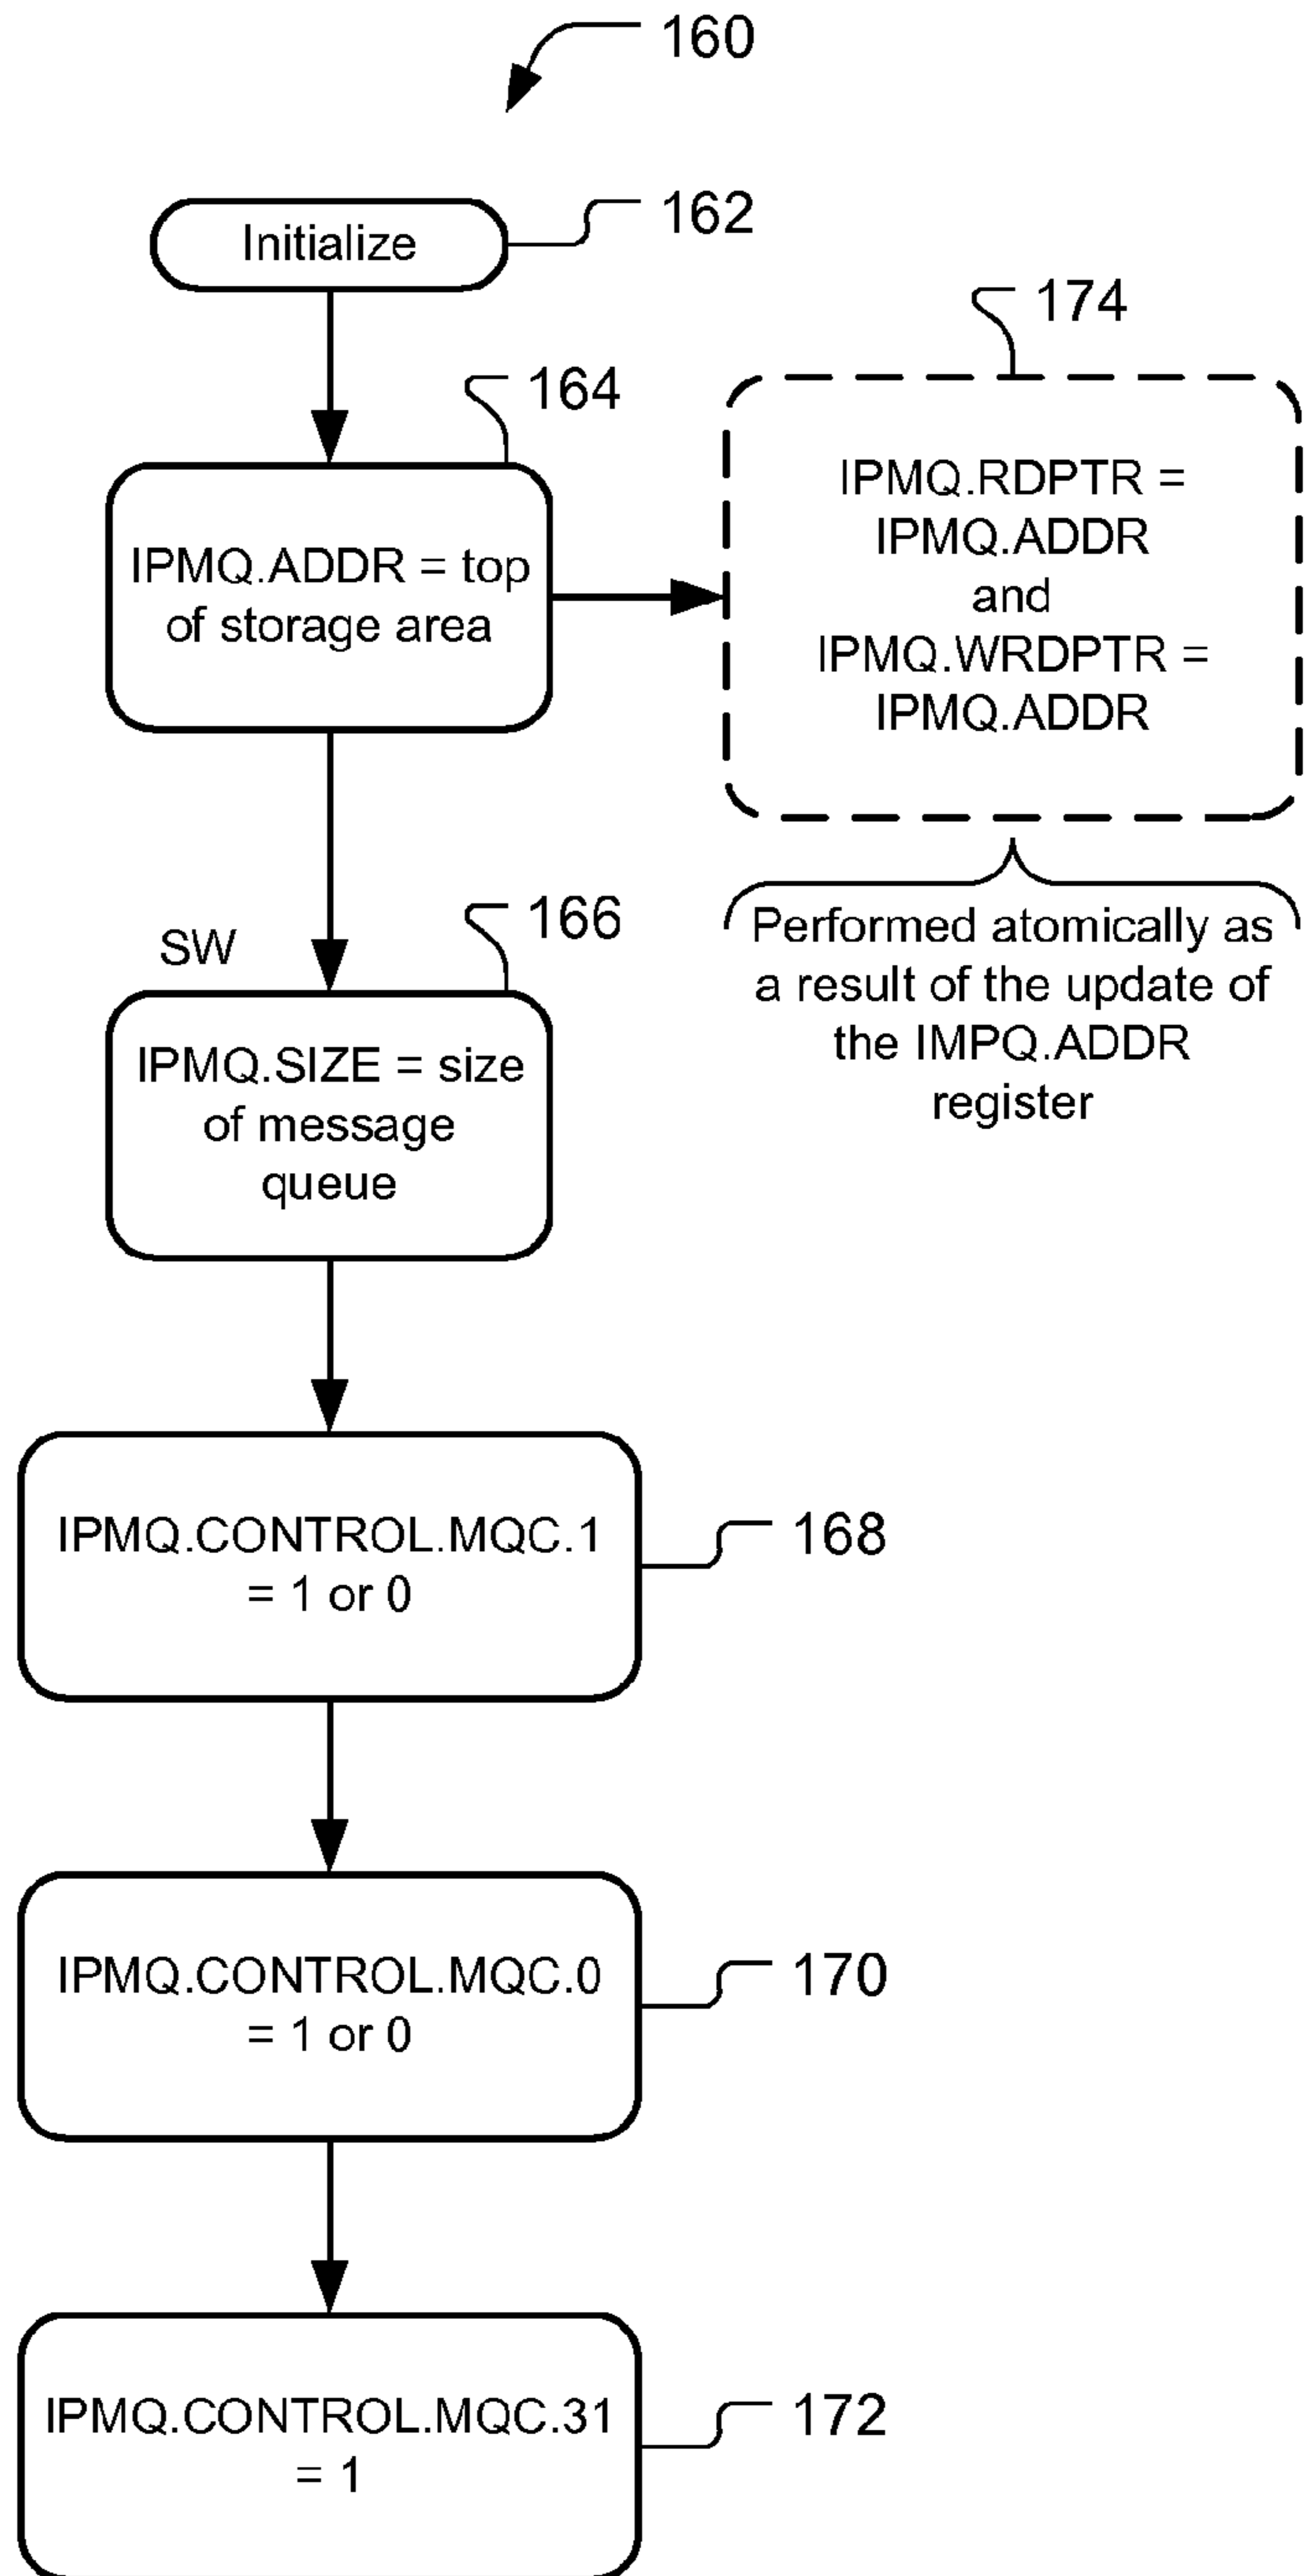 160
Initialize
162
164
174
IPMQ.ADDR = top
of storage area
IPMQ.RDPTR =
IPMQ.ADDR
and
IPMQ.WRDPTR =
IPMQ.ADDR
Performed atomically as
a result of the update of
the IMPQ.ADDR
register
SW
166
IPMQ.SIZE = size
of message
queue
IPMQ.CONTROL.MQC.1
= 1 or 0
168
IPMQ.CONTROL.MQC.0
= 1 or 0
170
IPMQ.CONTROL.MQC.31
= 1
172